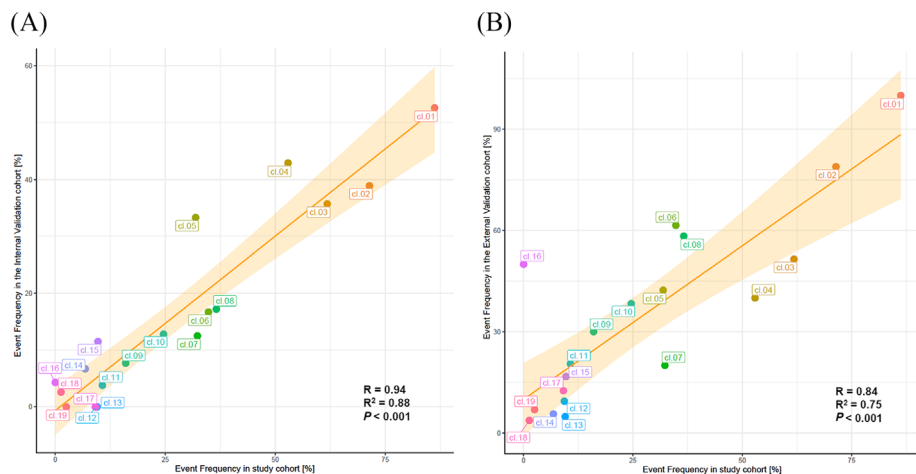 (A)
Event Frequency in the Internal Validation cohort [%]
60
40
20
0
cl.01
cl.04
cl.02
cl.03
cl.05
cl.08
cl.06
cl.07
cl.10
cl.09
cl.15
cl.14
cl.16
cl.11
cl.18
cl.17
cl.13
cl.19
cl.12
R = 0.94
R² = 0.88
P < 0.001
0
25
50
75
Event Frequency in study cohort [%]
(B)
Event Frequency in the External Validation cohort [%]
90
60
30
0
cl.01
cl.02
cl.06
cl.08
cl.16
cl.03
cl.04
cl.05
cl.10
cl.09
cl.07
cl.11
cl.15
cl.17
cl.19
cl.12
cl.14
cl.13
cl.18
R = 0.84
R² = 0.75
P < 0.001
0
25
50
75
Event Frequency in study cohort [%]